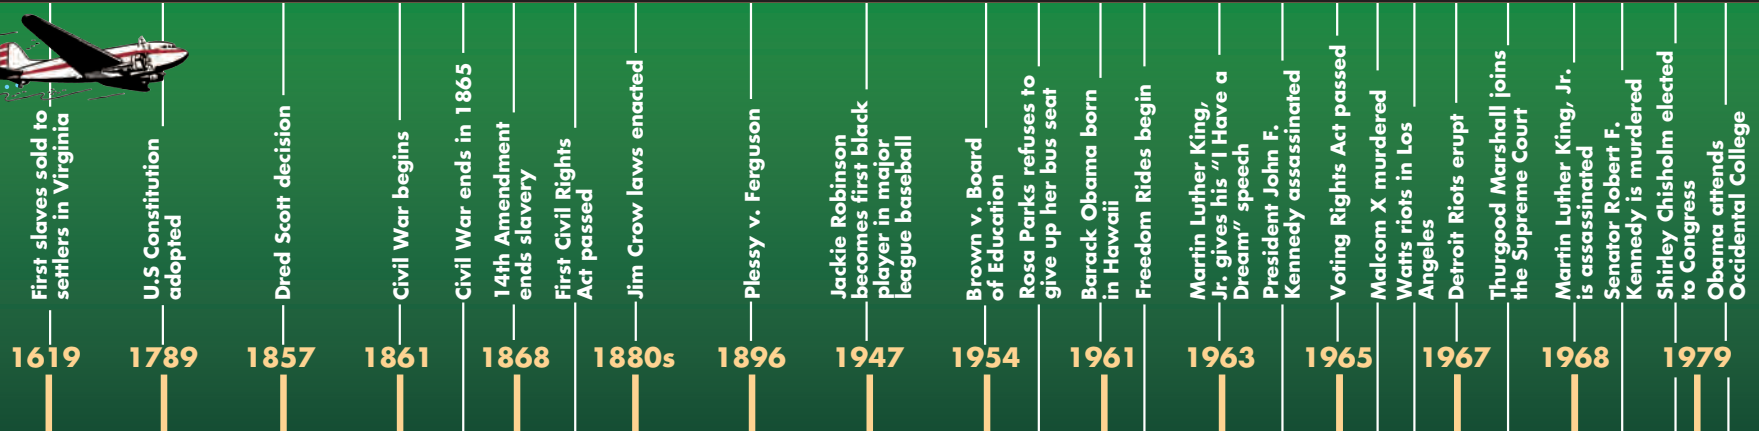 First slaves sold to
settlers in Virginia
U.S Constitution
adopted
Dred Scott decision
Civil War begins
Civil War ends in 1865
14th Amendment
ends slavery
First Civil Rights
Act passed
Jim Crow laws enacted
Plessy v. Ferguson
Jackie Robinson
becomes first black
player in major
league baseball
Brown v. Board
of Education
Rosa Parks refuses to
give up her bus seat
Barack Obama born
in Hawaii
Freedom Rides begin
Martin Luther King,
Jr. gives his “I Have a
Dream” speech
President John F.
Kennedy assassinated
Voting Rights Act passed
Malcom X murdered
Watts riots in Los
Angeles
Detroit Riots erupt
Thurgood Marshall joins
the Supreme Court
Martin Luther King, Jr.
is assassinated
Senator Robert F.
Kennedy is murdered
Shirley Chisholm elected
to Congress
Obama attends
Occidental College
1619
1789
1857
1861
1868
1880s
1896
1947
1954
1961
1963
1965
1967
1968
1979